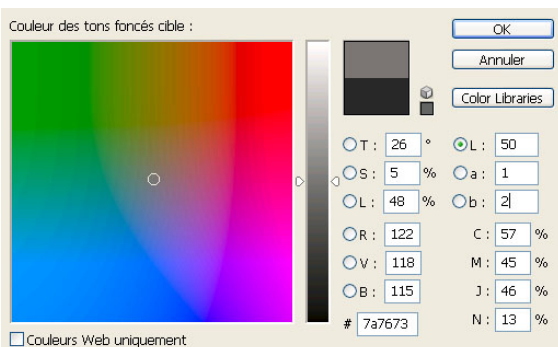 Couleur des tons foncés cible :
OK
Annuler
Color Libraries
T : 26 °
L : 50
S : 5 %
a : 1
L : 48 %
b : 2
R : 122
C : 57 %
V : 118
M : 45 %
B : 115
J : 46 %
# 7a7673
N : 13 %
Couleurs Web uniquement